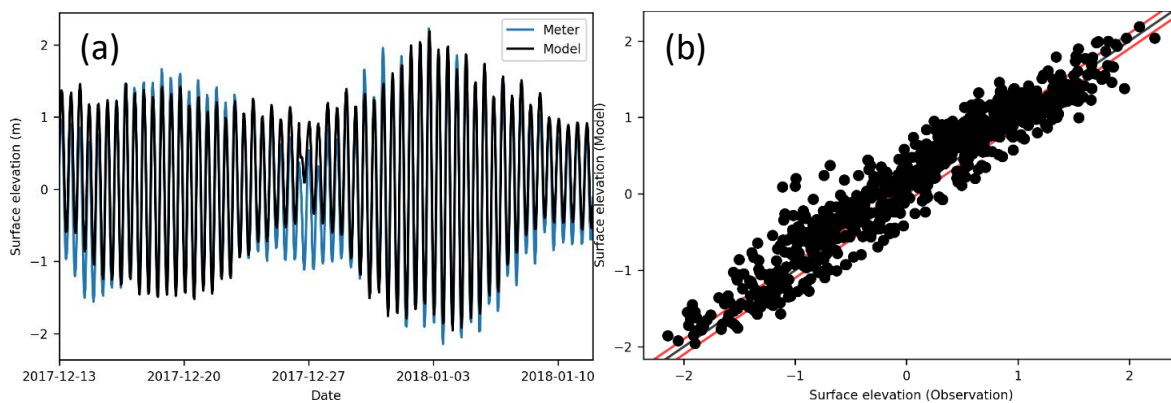 (a)
Meter
Model
Surface elevation (m)
2
1
0
−1
−2
2017-12-13
2017-12-20
2017-12-27
2018-01-03
2018-01-10
Date
(b)
Surface elevation (Model)
2
1
0
−1
−2
−2
−1
0
1
2
Surface elevation (Observation)